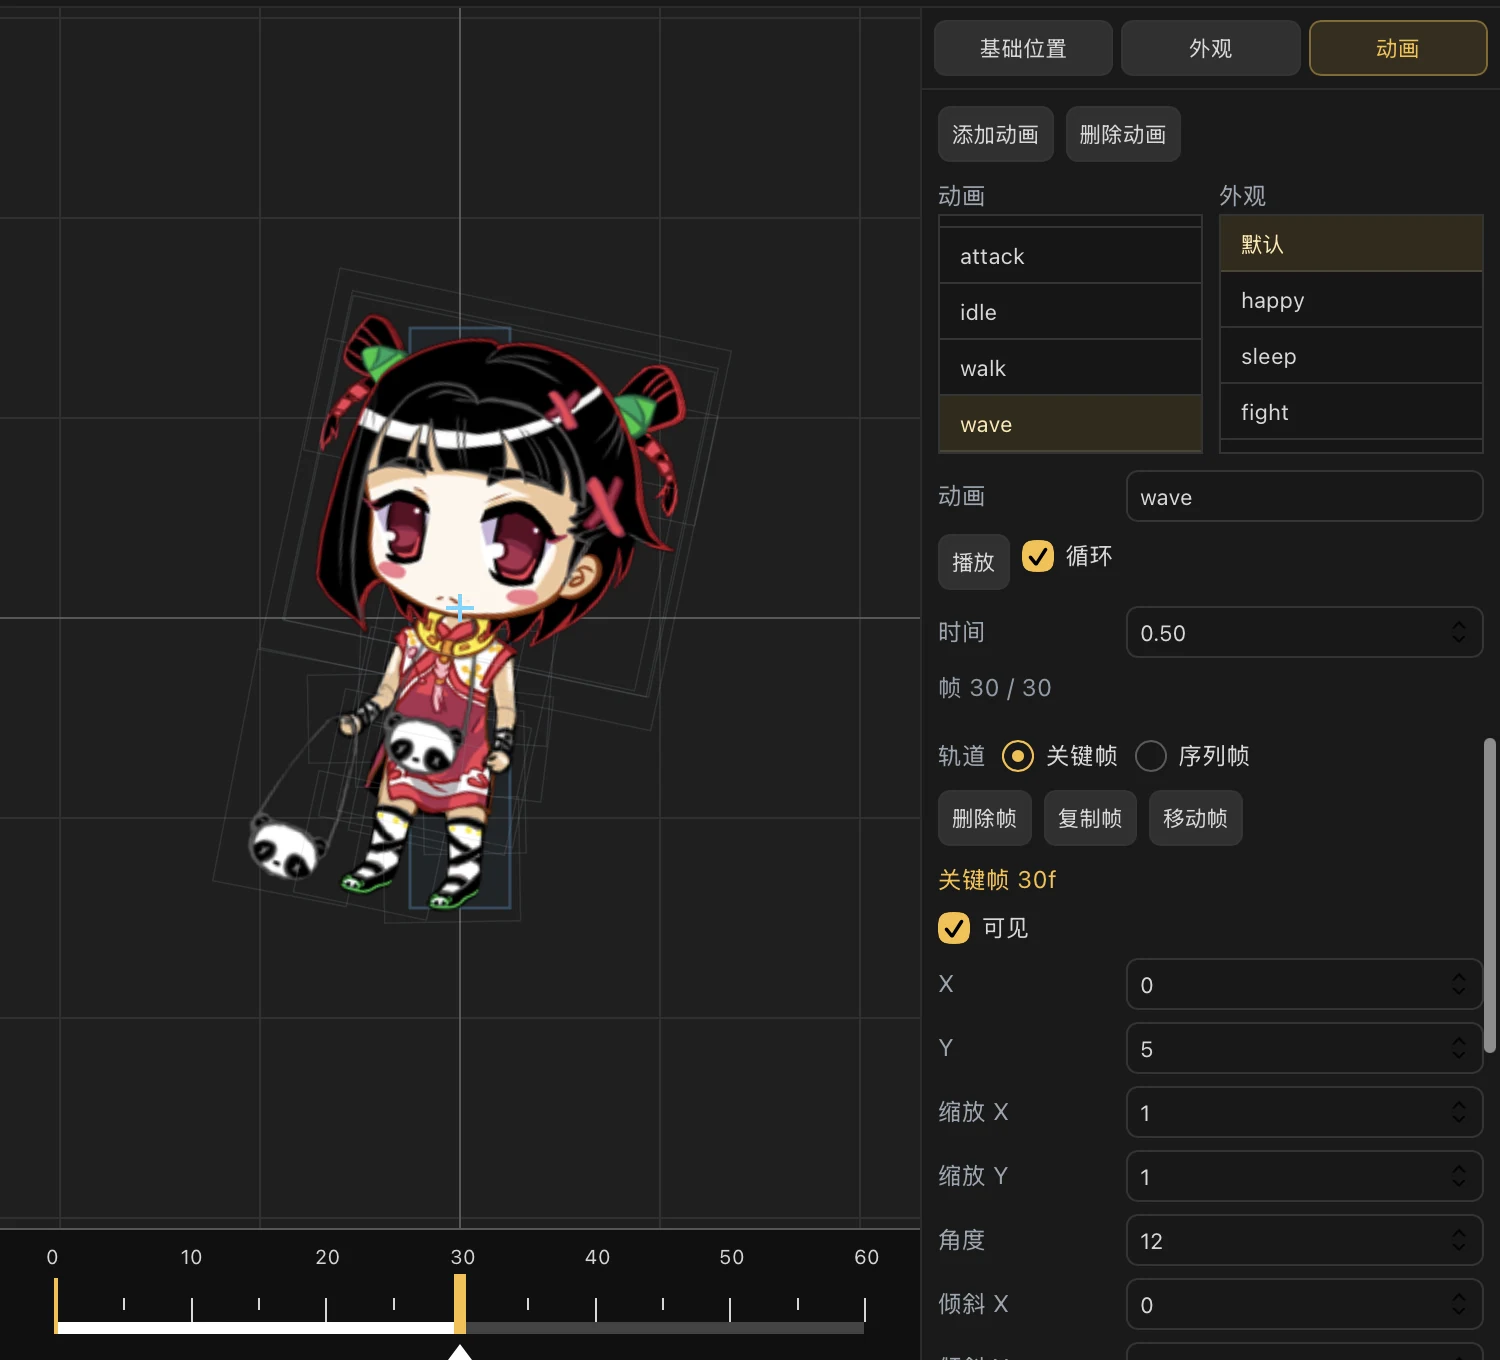 基础位置 外观 动画
添加动画 删除动画
动画 外观
attack 默认
idle happy
walk sleep
wave fight
动画 wave
播放 循环
时间 0.50
帧 30 / 30
轨道 关键帧 序列帧
删除帧 复制帧 移动帧
关键帧 30f
可见
X 0
Y 5
缩放 X 1
缩放 Y 1
角度 12
倾斜 X 0
0 10 20 30 40 50 60